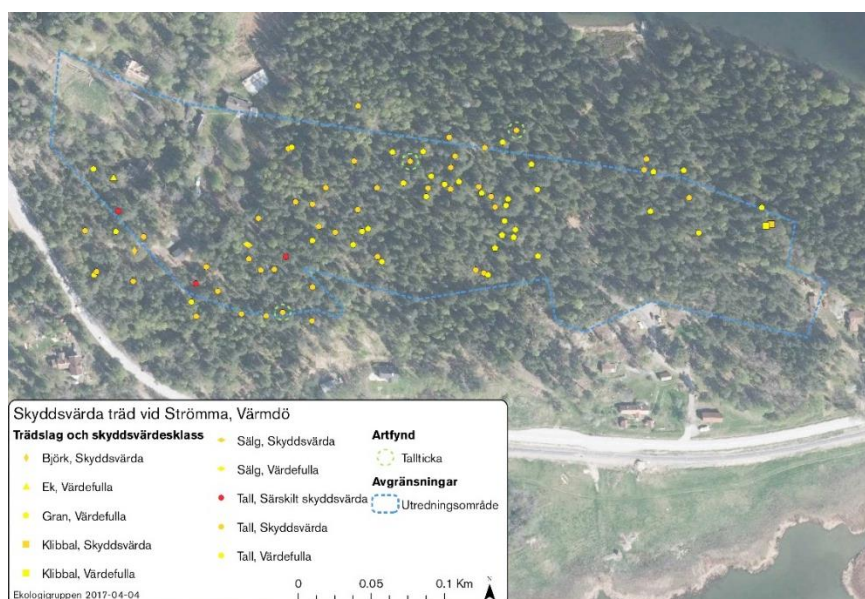 Skyddsvärda träd vid Strömma, Värmdö
Trädslag och skyddsvärdesklass
Björk, Skyddsvärda
Ek, Värdefulla
Gran, Värdefulla
Klibbal, Skyddsvärda
Klibbal, Värdefulla
Sälg, Skyddsvärda
Sälg, Värdefulla
Tall, Särskilt skyddsvärda
Tall, Skyddsvärda
Tall, Värdefulla
Artfynd
Tallticka
Avgränsningar
Utredningsområde
Ekologigruppen 2017-04-04
0 0.05 0.1 Km
N